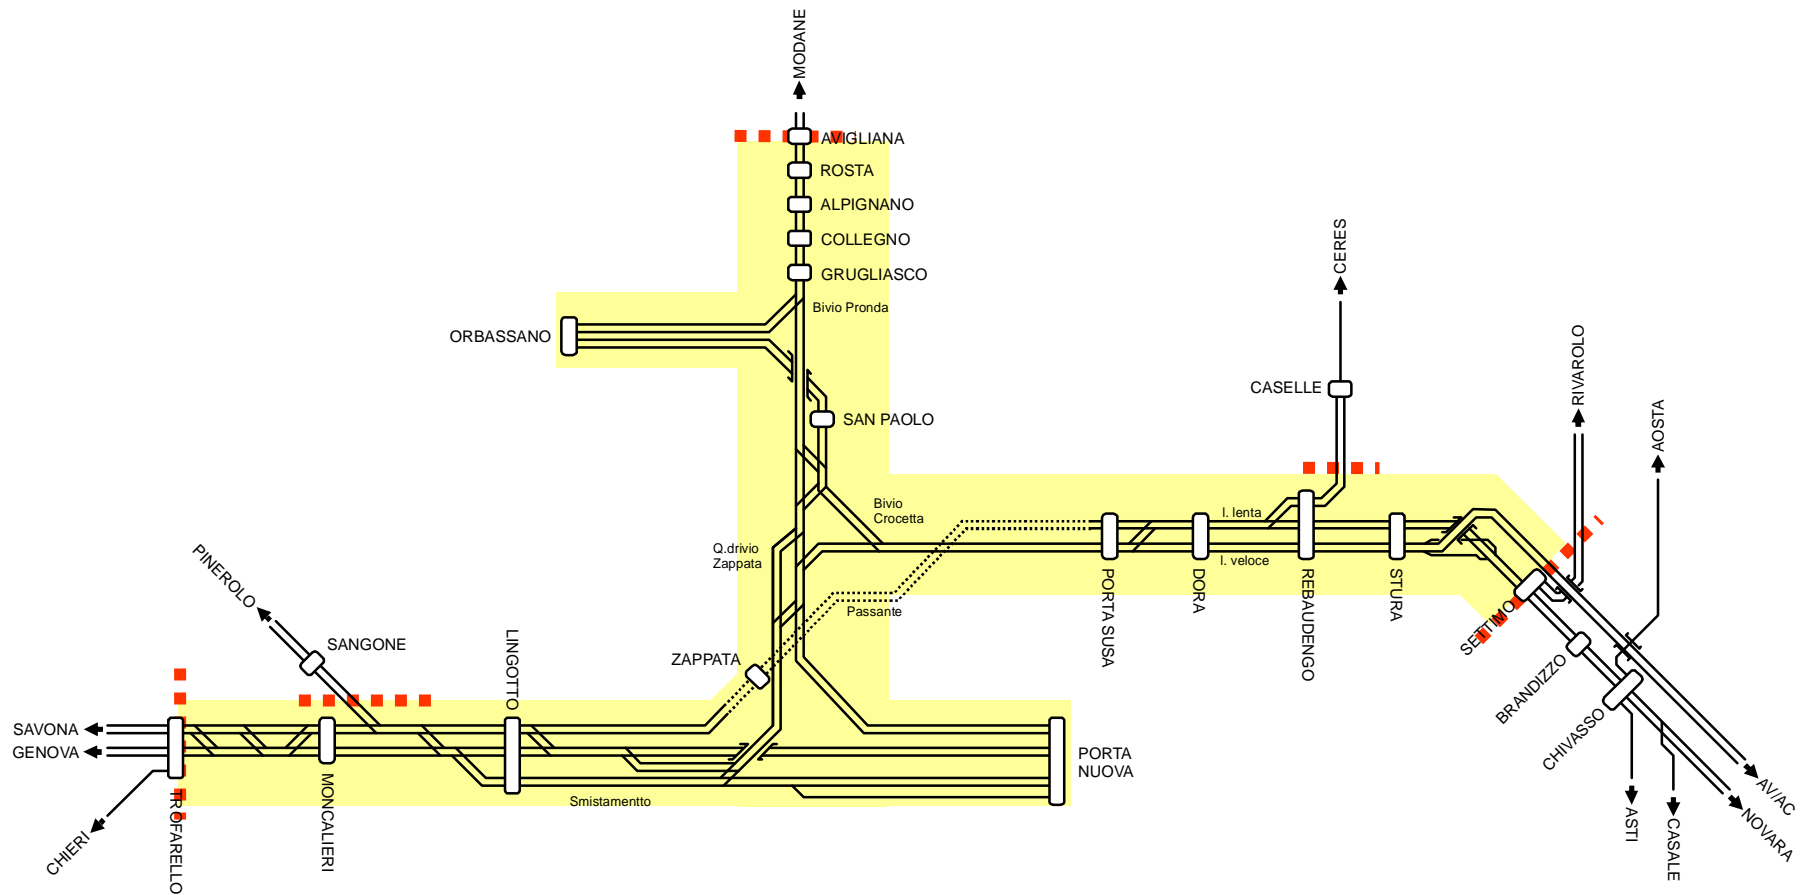 MODANE
AVIGLIANA
ROSTA
ALPIGNANO
COLLEGNO
GRUGLIASCO
Bivio Pronda
ORBASSANO
SAN PAOLO
CERES
CASELLE
RIVAROLO
AOSTA
Bivio
Crocetta
l. lenta
l. veloce
Q.drivio
Zappata
Passante
PINEROLO
SANGONE
LINGOTTO
ZAPPATA
PORTA SUSA
DORA
REBAUDENGO
STURA
SETTIMO
BRANDIZZO
CHIVASSO
SAVONA
GENOVA
CHIERI
TROFARELLO
MONCALIERI
Smistamentto
PORTA
NUOVA
ASTI
CASALE
NOVARA
AV/AC